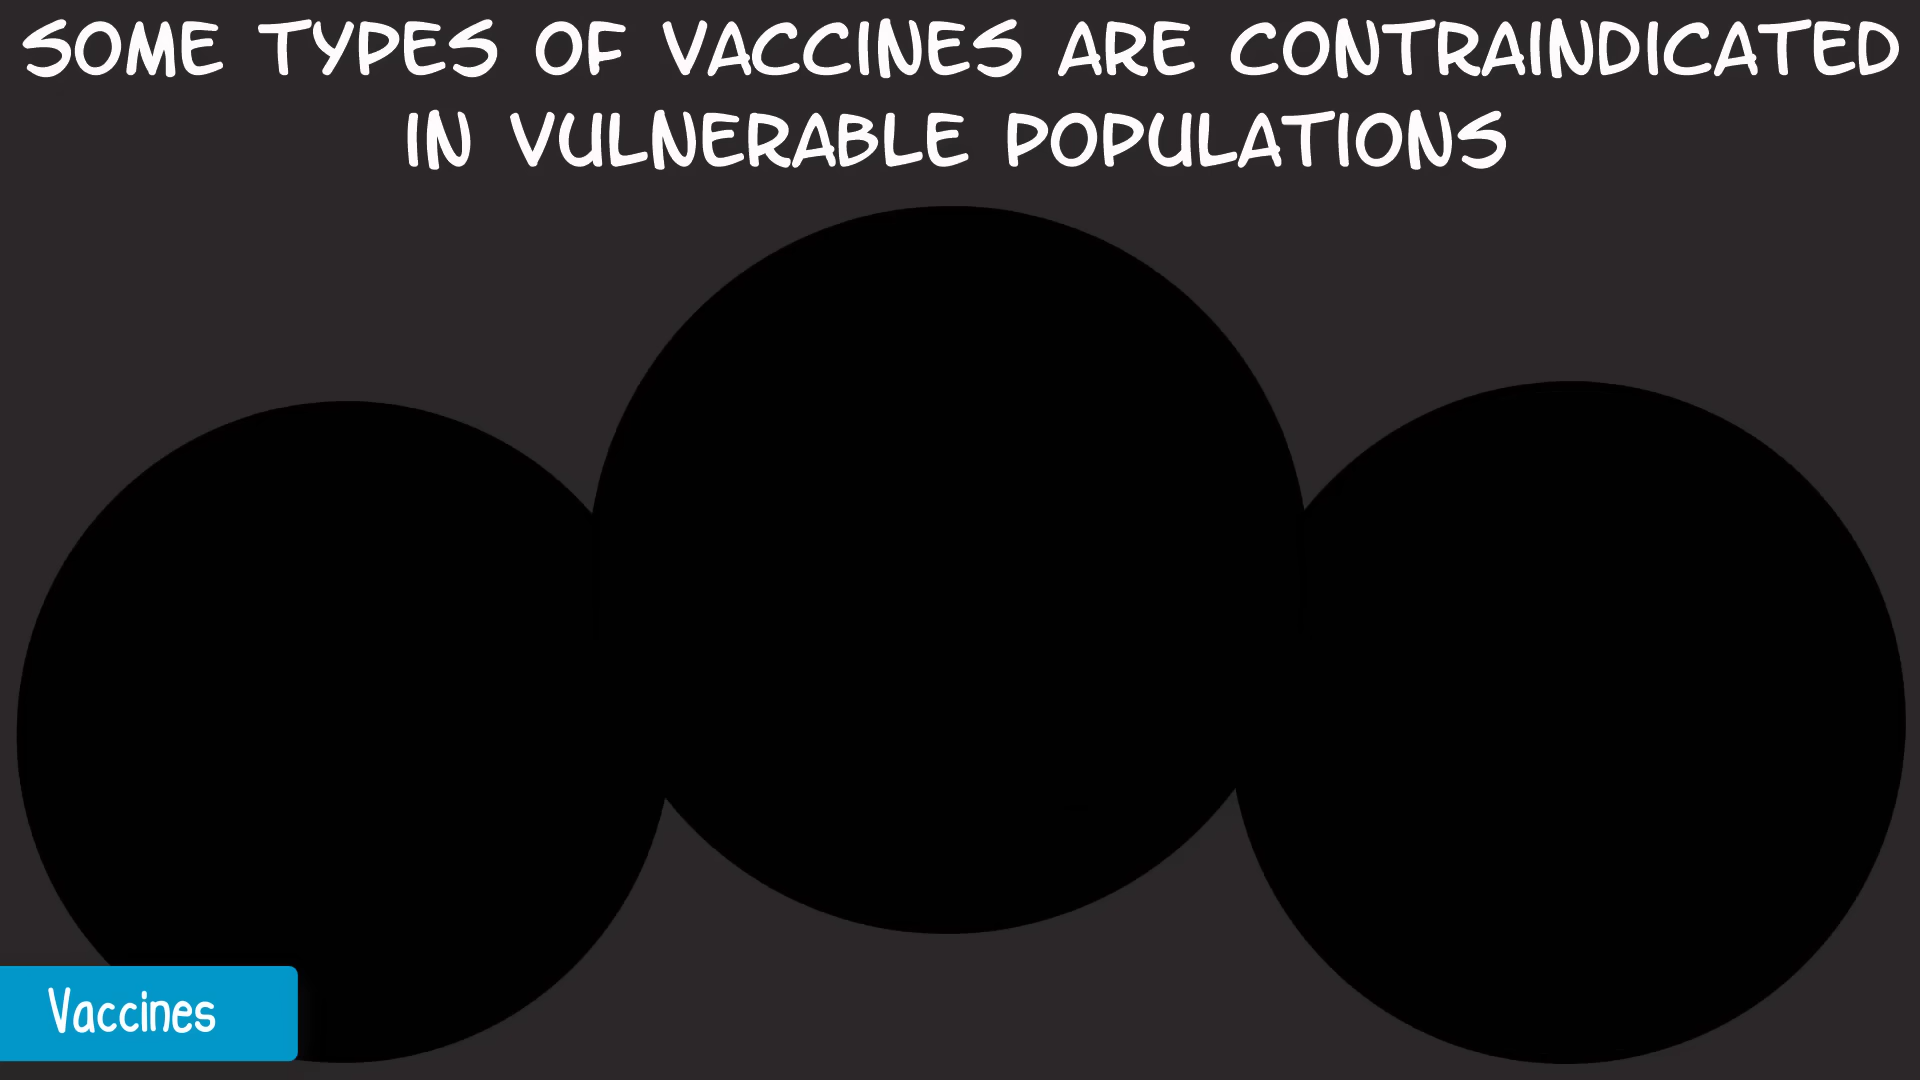 SOME TYPES OF VACCINES ARE CONTRAINDICATED
IN VULNERABLE POPULATIONS
Vaccines